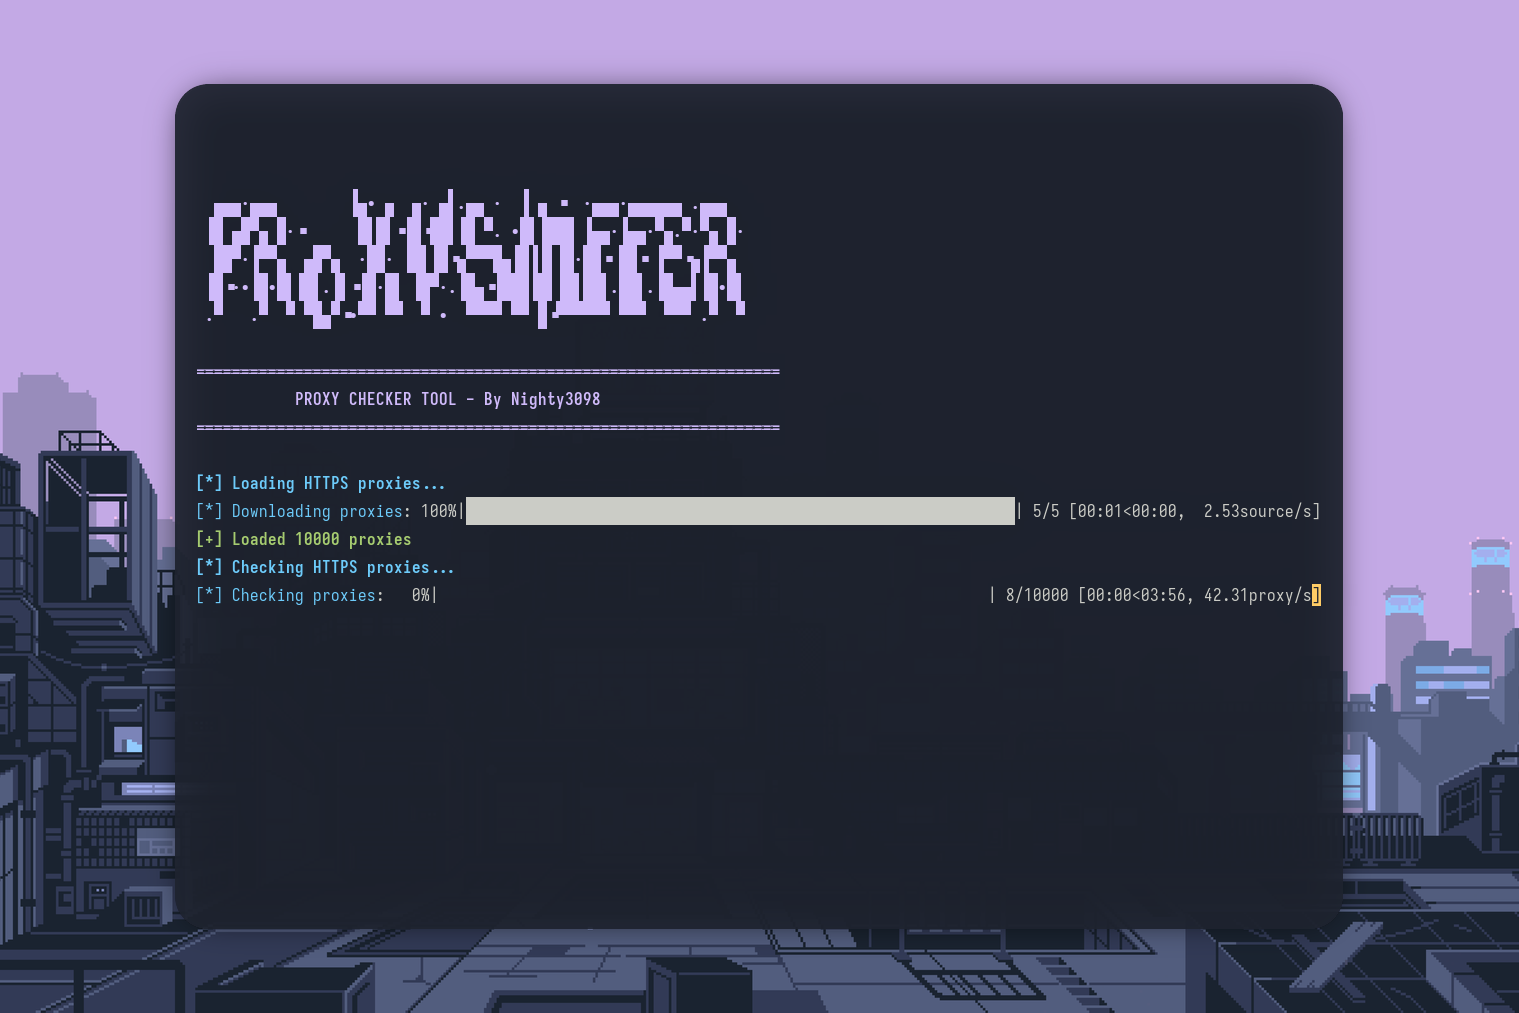 PROXYSNIFFER
============================================================
PROXY CHECKER TOOL - By Nighty3098
============================================================
[*] Loading HTTPS proxies...
[*] Downloading proxies: 100%| | 5/5 [00:01<00:00,  2.53source/s]
[+] Loaded 10000 proxies
[*] Checking HTTPS proxies...
[*] Checking proxies:   0%| | 8/10000 [00:00<03:56, 42.31proxy/s]